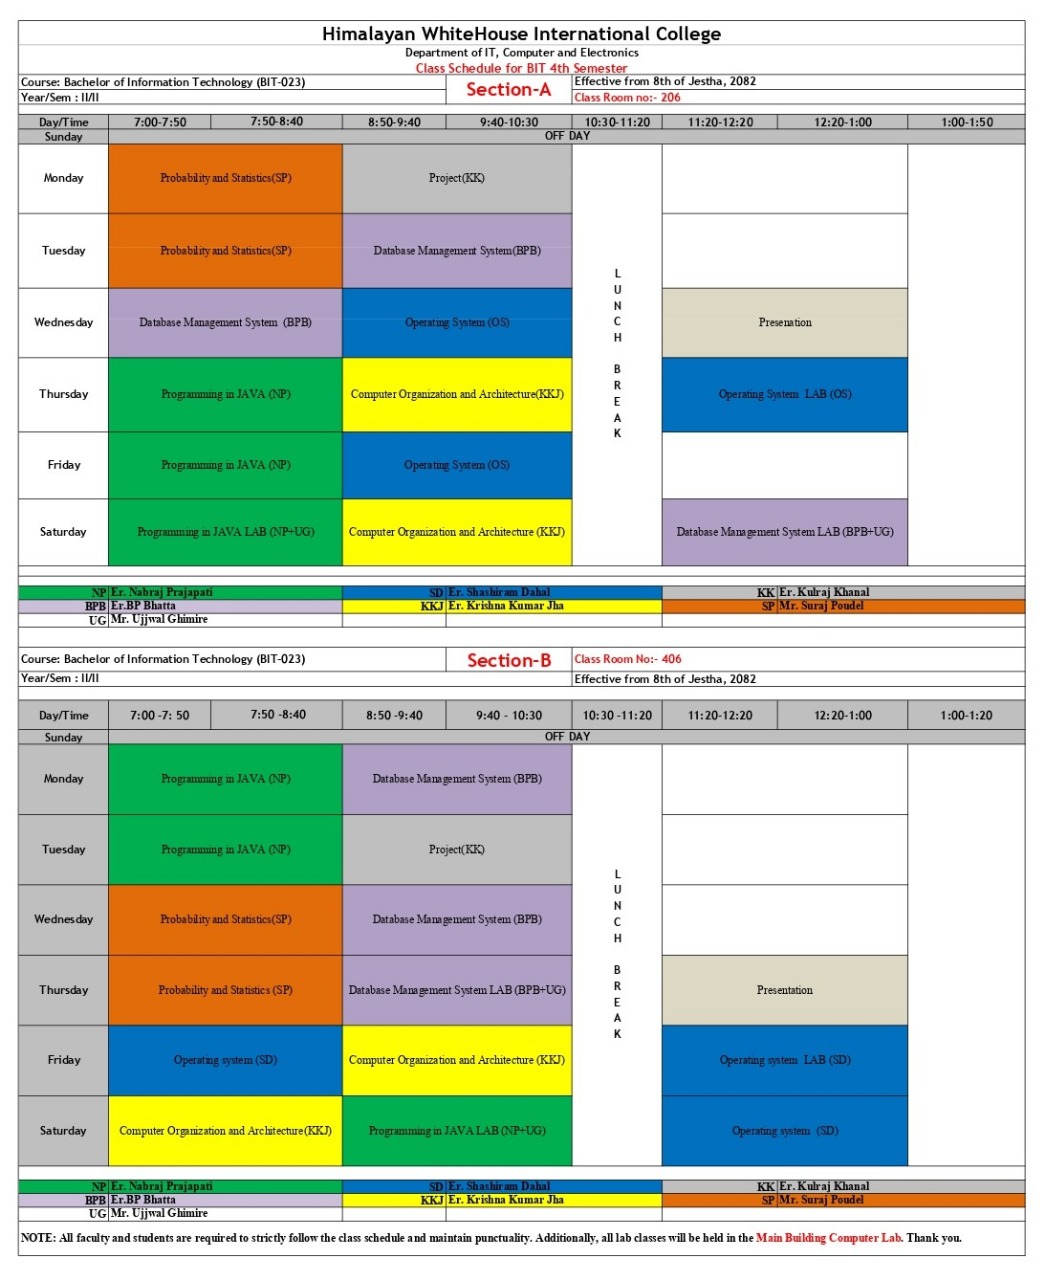 Himalayan WhiteHouse International College
Department of IT, Computer and Electronics
Class Schedule for BIT 4th Semester
Course: Bachelor of Information Technology (BIT-023) Section-A Effective from 8th of Jestha, 2082
Year/Sem : II/II Class Room no:- 206
Day/Time 7:00-7:50 7:50-8:40 8:50-9:40 9:40-10:30 10:30-11:20 11:20-12:20 12:20-1:00 1:00-1:50
Sunday OFF DAY
Monday Probability and Statistics(SP) Project(KK)
Tuesday Probability and Statistics(SP) Database Management System(BPB)
LUNCH BREAK
Wednesday Database Management System (BPB) Operating System (OS) Presenation
Thursday Programming in JAVA (NP) Computer Organization and Architecture(KKJ) Operating System LAB (OS)
Friday Programming in JAVA (NP) Operating System (OS)
Saturday Programming in JAVA LAB (NP+UG) Computer Organization and Architecture (KKJ) Database Management System LAB (BPB+UG)
NP Er. Nabraj Prajapati SD Er. Shashiram Dahal KK Er. Kulraj Khanal
BPB Er.BP Bhatta KKJ Er. Krishna Kumar Jha SP Mr. Suraj Poudel
UG Mr. Ujjwal Ghimire
Course: Bachelor of Information Technology (BIT-023) Section-B Class Room No:- 406
Year/Sem : II/II Effective from 8th of Jestha, 2082
Day/Time 7:00 -7: 50 7:50 -8:40 8:50 -9:40 9:40 - 10:30 10:30 -11:20 11:20-12:20 12:20-1:00 1:00-1:20
Sunday OFF DAY
Monday Programming in JAVA (NP) Database Management System (BPB)
Tuesday Programming in JAVA (NP) Project(KK)
LUNCH BREAK
Wednesday Probability and Statistics(SP) Database Management System (BPB)
Thursday Probability and Statistics (SP) Database Management System LAB (BPB+UG) Presentation
Friday Operating system (SD) Computer Organization and Architecture (KKJ) Operating system LAB (SD)
Saturday Computer Organization and Architecture(KKJ) Programming in JAVA LAB (NP+UG) Operating system (SD)
NP Er. Nabraj Prajapati SD Er. Shashiram Dahal KK Er. Kulraj Khanal
BPB Er.BP Bhatta KKJ Er. Krishna Kumar Jha SP Mr. Suraj Poudel
UG Mr. Ujjwal Ghimire
NOTE: All faculty and students are required to strictly follow the class schedule and maintain punctuality. Additionally, all lab classes will be held in the Main Building Computer Lab. Thank you.